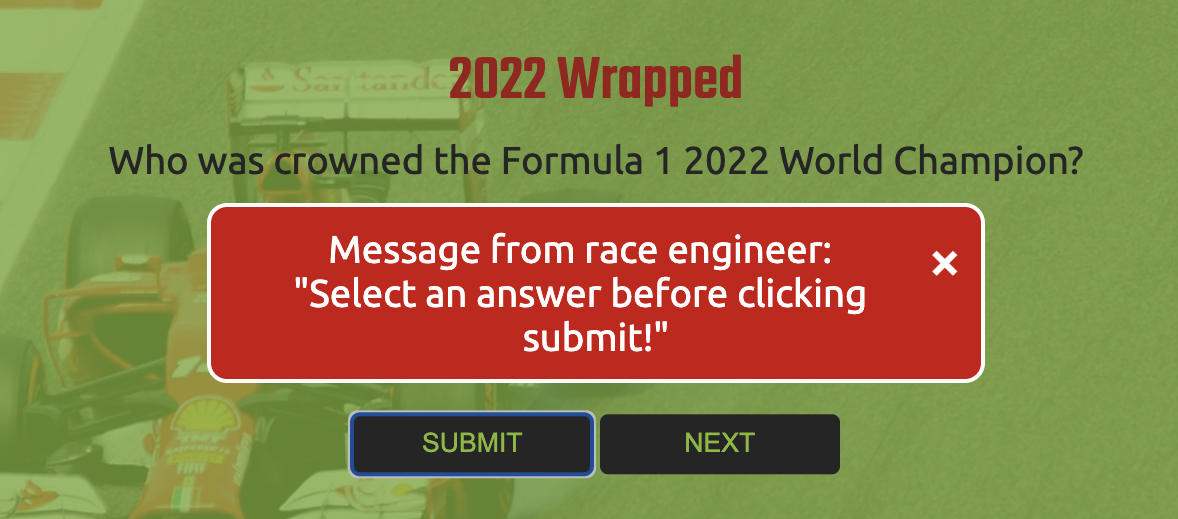 Santander
2022 Wrapped
Who was crowned the Formula 1 2022 World Champion?
Message from race engineer:
"Select an answer before clicking
submit!"
SUBMIT
NEXT